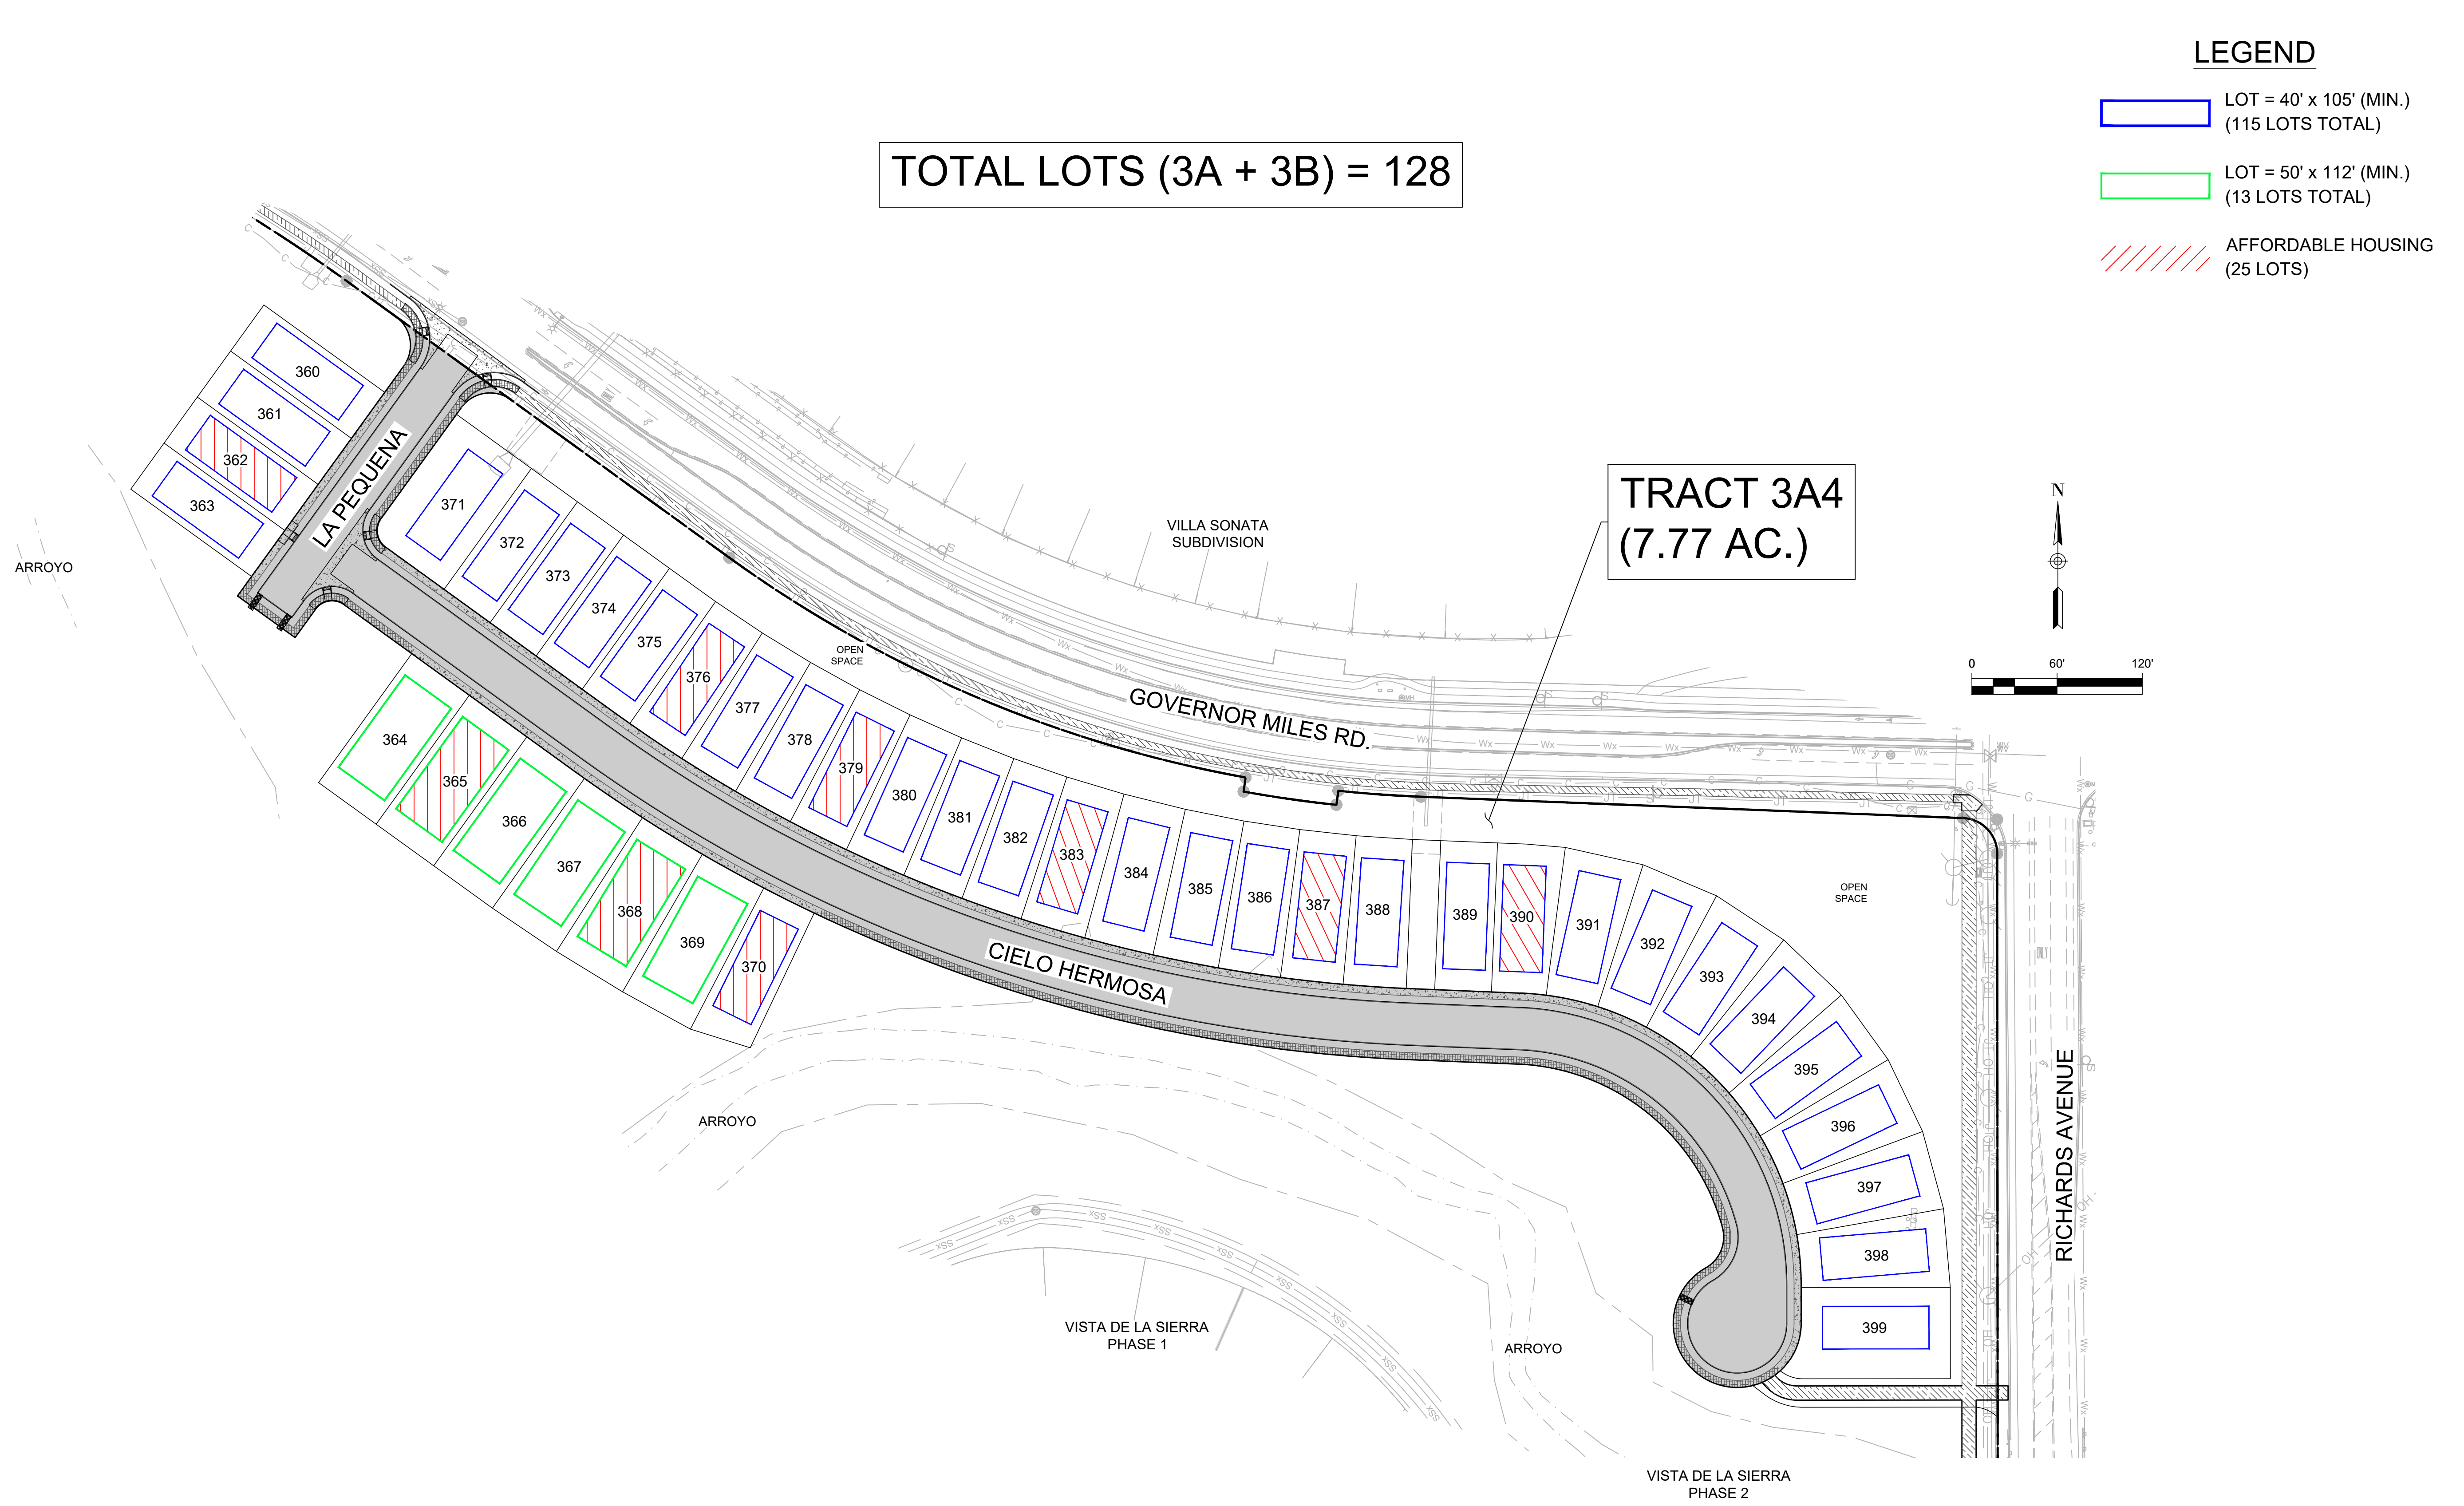 LEGEND
LOT = 40' x 105' (MIN.)
(115 LOTS TOTAL)
LOT = 50' x 112' (MIN.)
(13 LOTS TOTAL)
AFFORDABLE HOUSING
(25 LOTS)
TOTAL LOTS (3A + 3B) = 128
TRACT 3A4
(7.77 AC.)
N
0 60' 120'
VILLA SONATA
SUBDIVISION
GOVERNOR MILES RD.
LA PEQUENA
CIELO HERMOSA
RICHARDS AVENUE
OPEN
SPACE
OPEN
SPACE
ARROYO
ARROYO
ARROYO
VISTA DE LA SIERRA
PHASE 1
VISTA DE LA SIERRA
PHASE 2
360
361
362
363
364
365
366
367
368
369
370
371
372
373
374
375
376
377
378
379
380
381
382
383
384
385
386
387
388
389
390
391
392
393
394
395
396
397
398
399